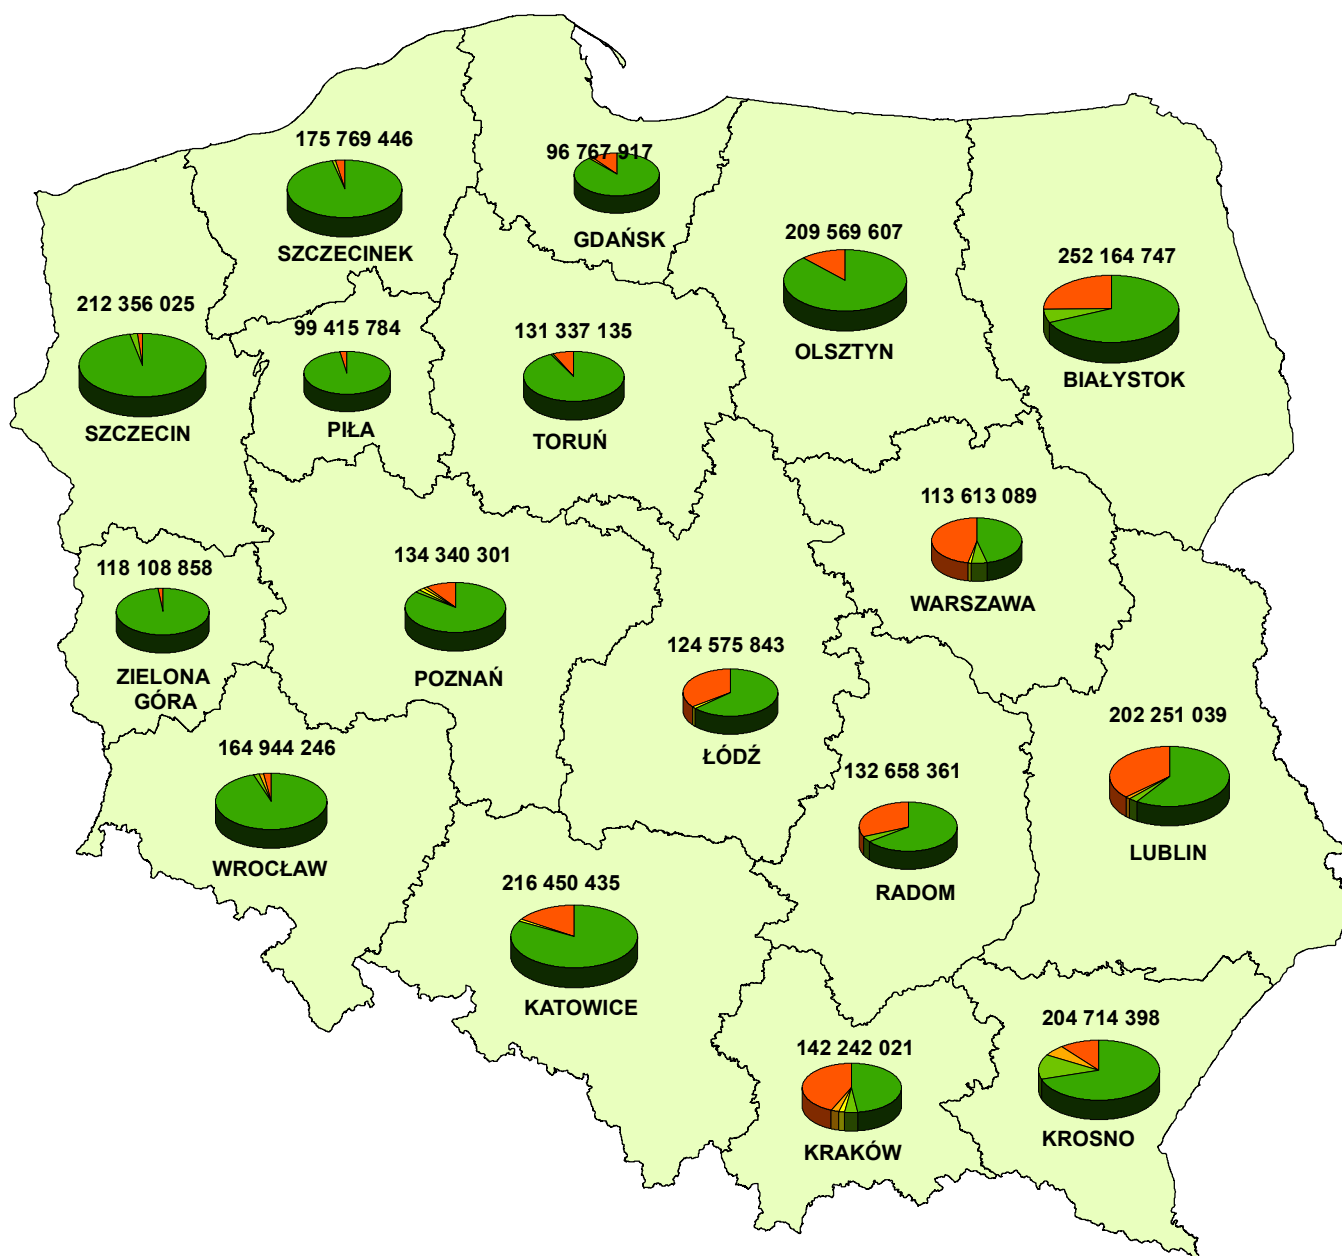 175 769 446
SZCZECINEK
96 767 917
GDAŃSK
209 569 607
OLSZTYN
252 164 747
BIAŁYSTOK
212 356 025
SZCZECIN
99 415 784
PIŁA
131 337 135
TORUŃ
113 613 089
WARSZAWA
118 108 858
ZIELONA
GÓRA
134 340 301
POZNAŃ
124 575 843
ŁÓDŹ
202 251 039
LUBLIN
164 944 246
WROCŁAW
132 658 361
RADOM
216 450 435
KATOWICE
142 242 021
KRAKÓW
204 714 398
KROSNO